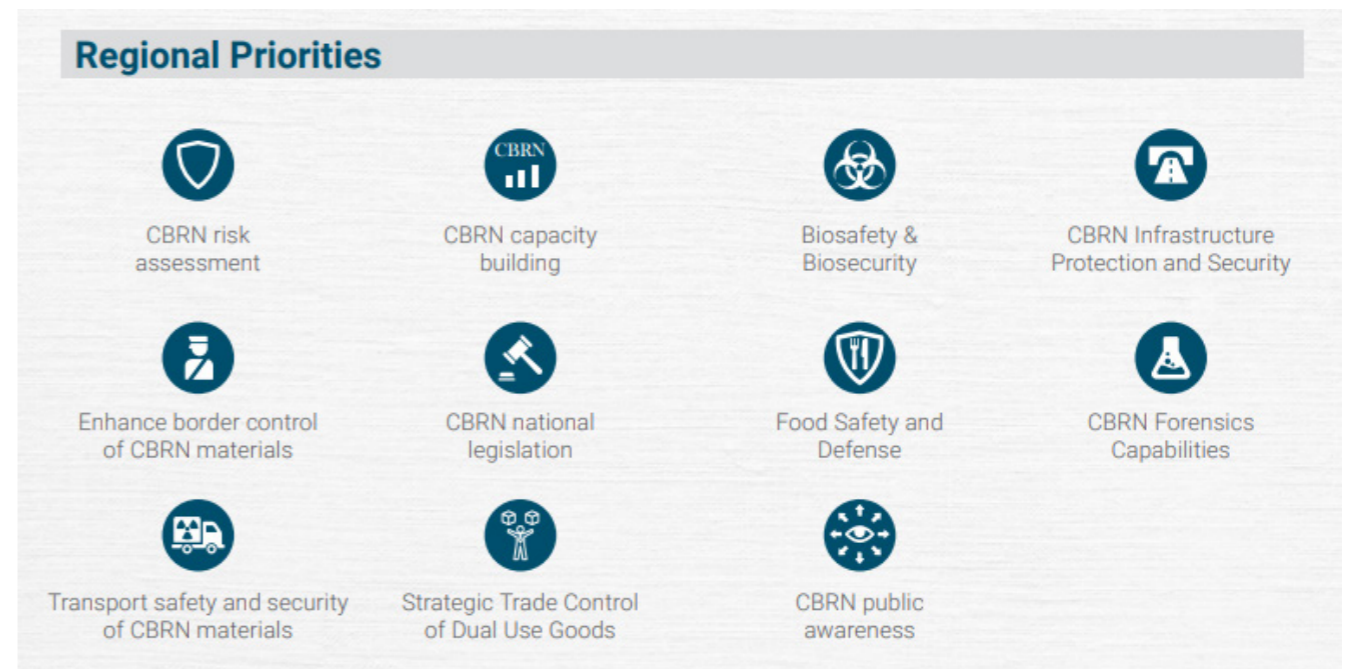 Regional Priorities
CBRN
CBRN risk
assessment
CBRN capacity
building
Biosafety &
Biosecurity
CBRN Infrastructure
Protection and Security
Enhance border control
of CBRN materials
CBRN national
legislation
Food Safety and
Defense
CBRN Forensics
Capabilities
Transport safety and security
of CBRN materials
Strategic Trade Control
of Dual Use Goods
CBRN public
awareness